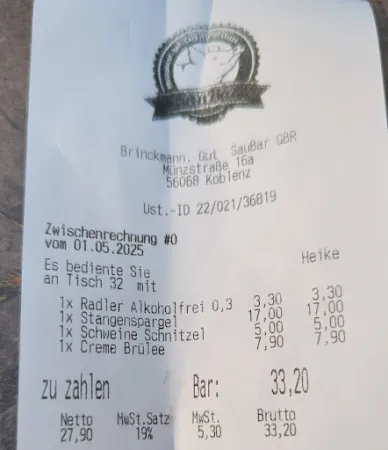 Brinckmann, Gut, SauBar GBR
Münzstraße 16a
56068 Koblenz
Ust.-ID 22/021/36819
Zwischenrechnung #0
vom 01.05.2025
Es bediente Sie Heike
an Tisch 32 mit
1x Radler Alkoholfrei 0,3 3,30 3,30
1x Stangenspargel 17,00 17,00
1x Schweine Schnitzel 5,00 5,00
1x Creme Brülee 7,90 7,90
zu zahlen Bar: 33,20
Netto MwSt.Satz MwSt. Brutto
27,90 19% 5,30 33,20